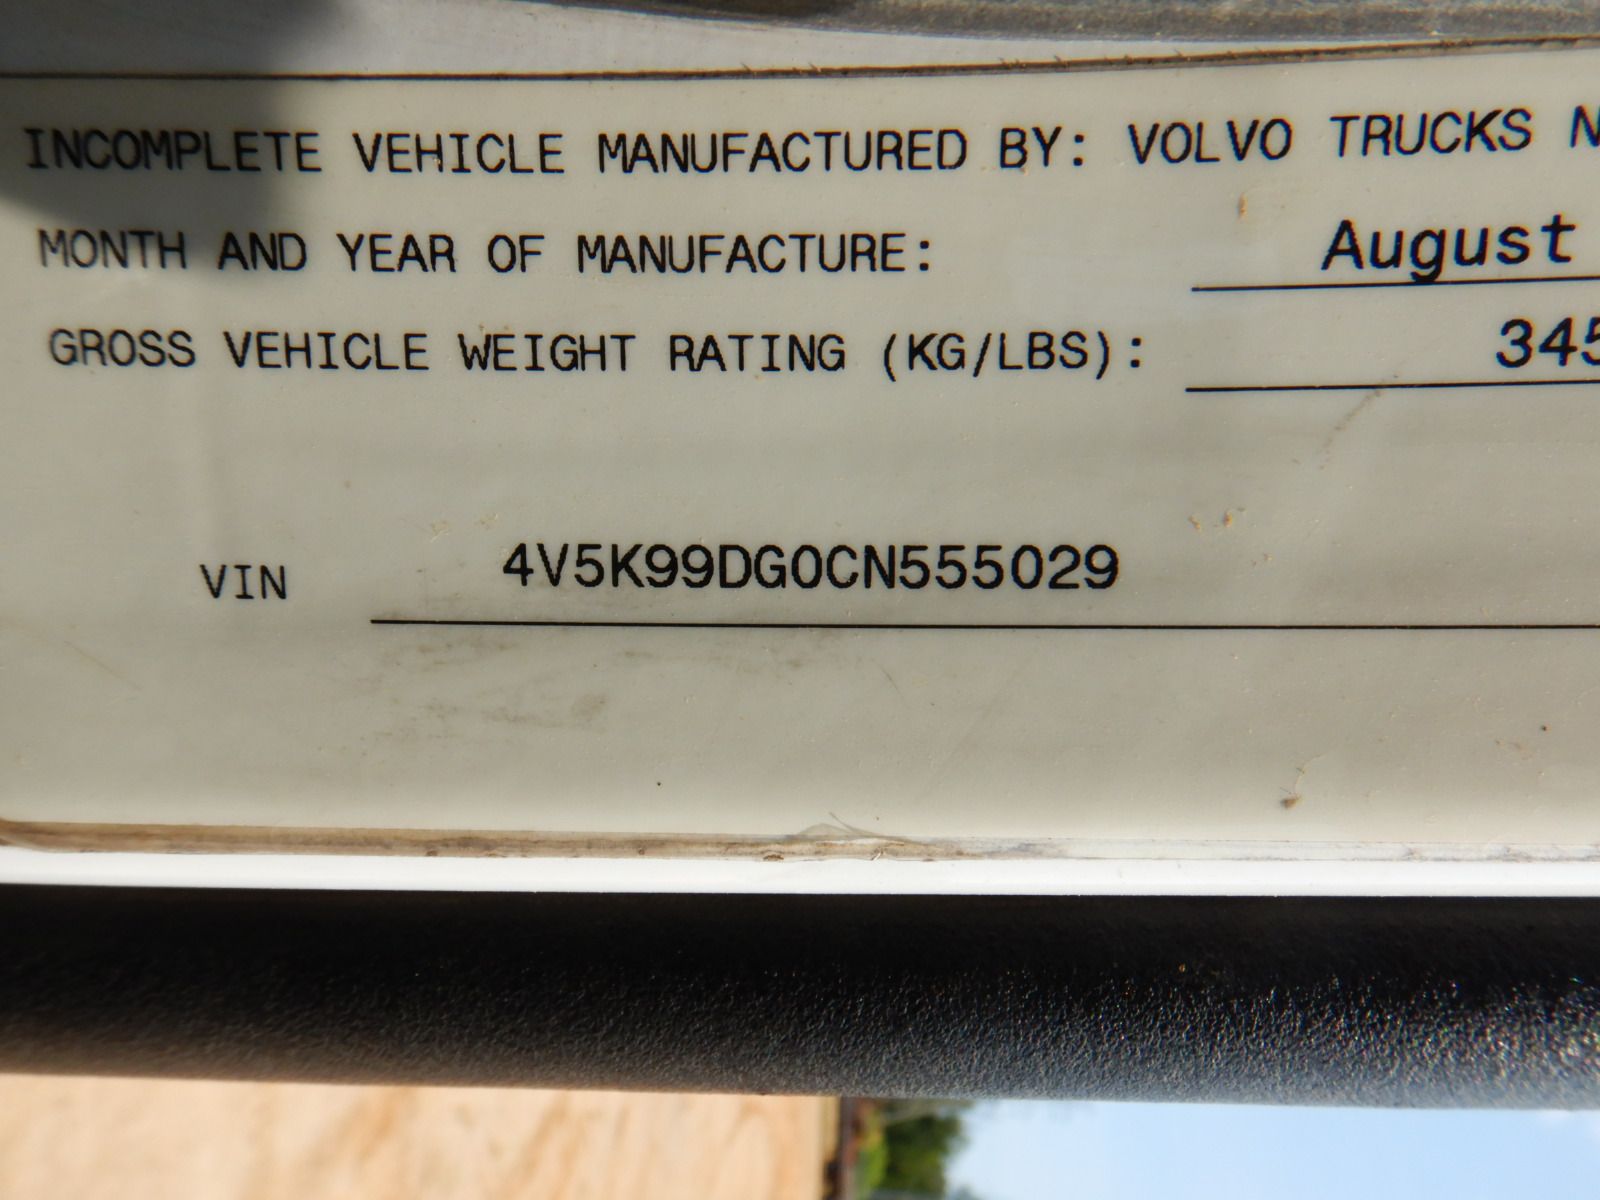 INCOMPLETE VEHICLE MANUFACTURED BY: VOLVO TRUCKS N
MONTH AND YEAR OF MANUFACTURE: August
GROSS VEHICLE WEIGHT RATING (KG/LBS): 345
VIN 4V5K99DG0CN555029